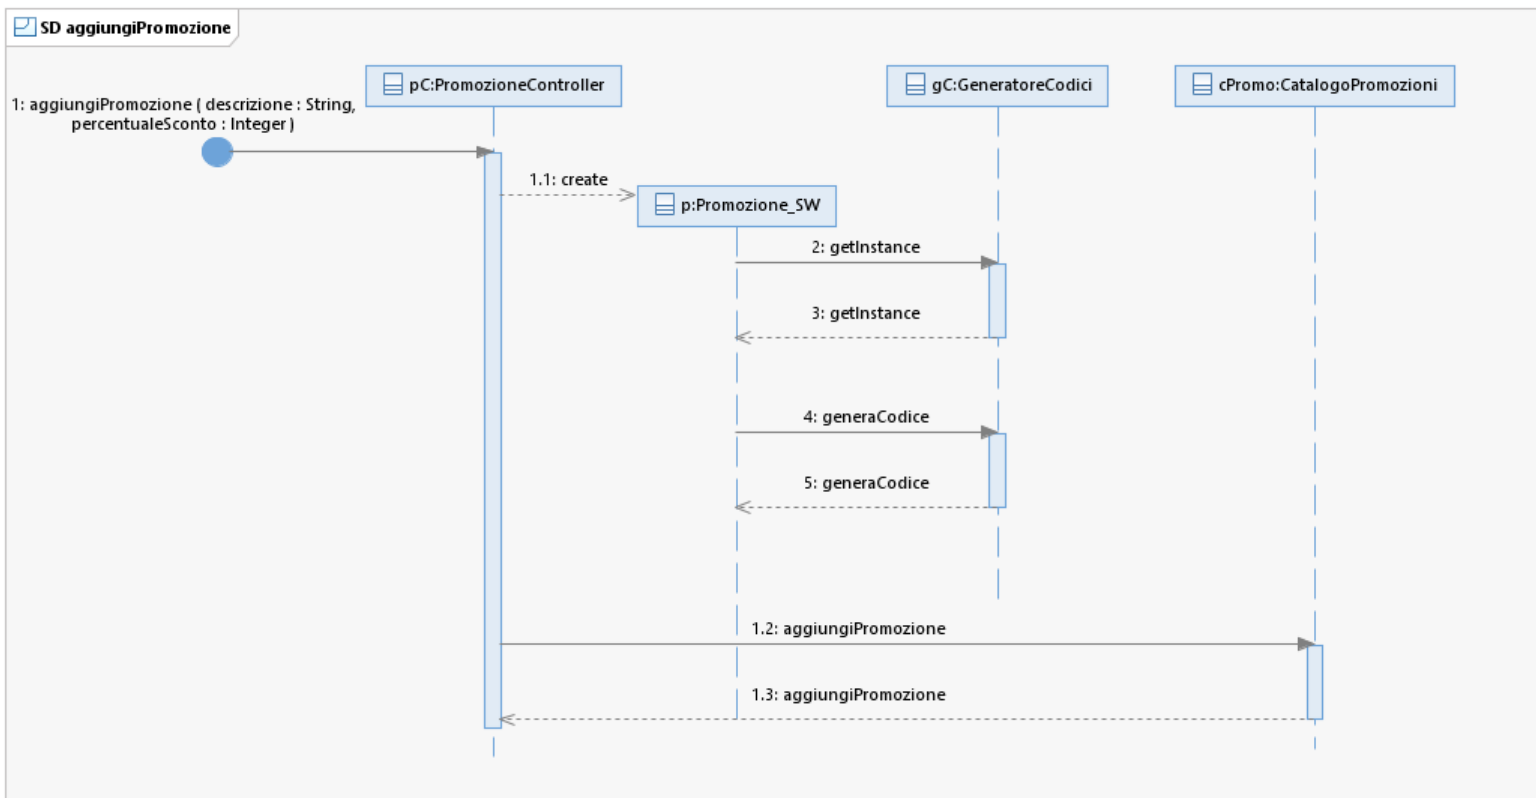 SD aggiungiPromozione
pC:PromozioneController
gC:GeneratoreCodici
cPromo:CatalogoPromozioni
1: aggiungiPromozione ( descrizione : String,
percentualeSconto : Integer )
1.1: create
p:Promozione_SW
2: getInstance
3: getInstance
4: generaCodice
5: generaCodice
1.2: aggiungiPromozione
1.3: aggiungiPromozione